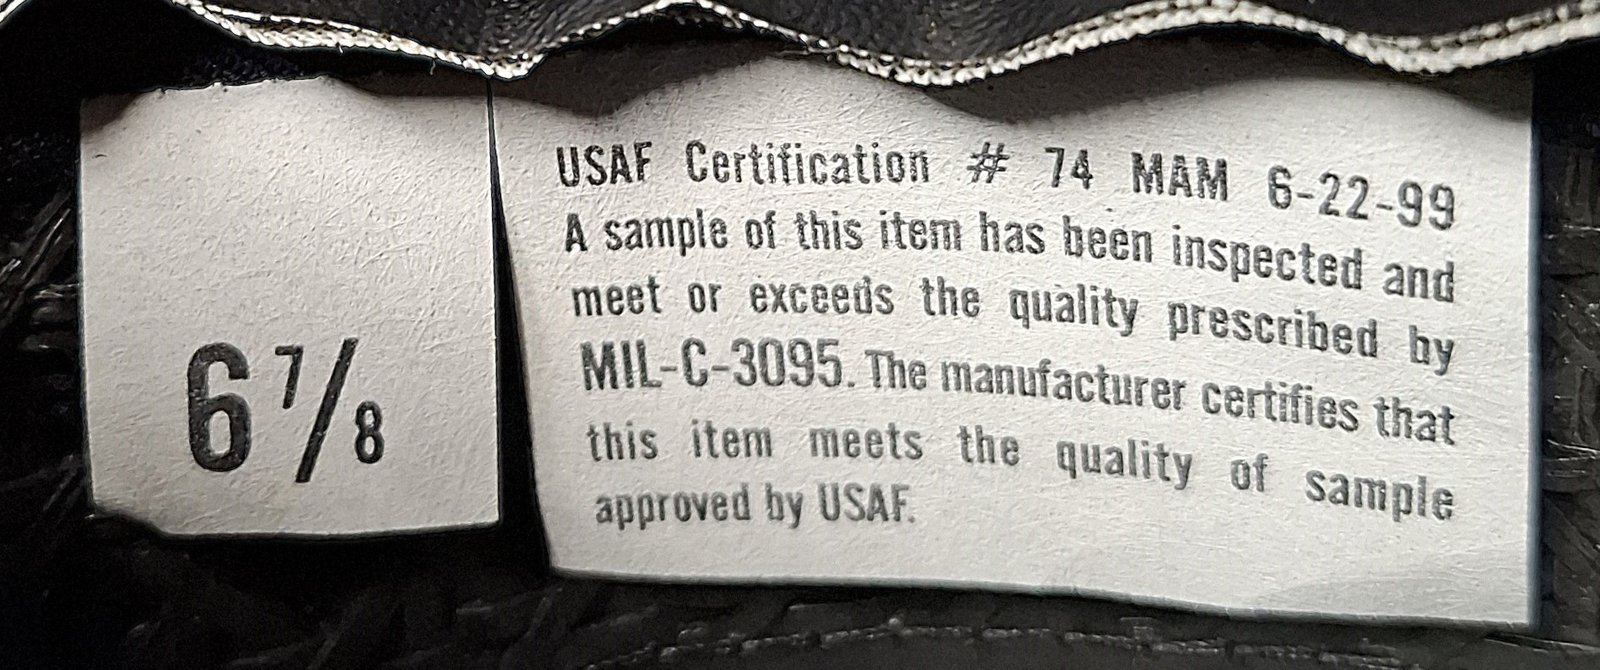 6 7/8
USAF Certification # 74 MAM 6-22-99
A sample of this item has been inspected and
meet or exceeds the quality prescribed by
MIL-C-3095. The manufacturer certifies that
this item meets the quality of sample
approved by USAF.